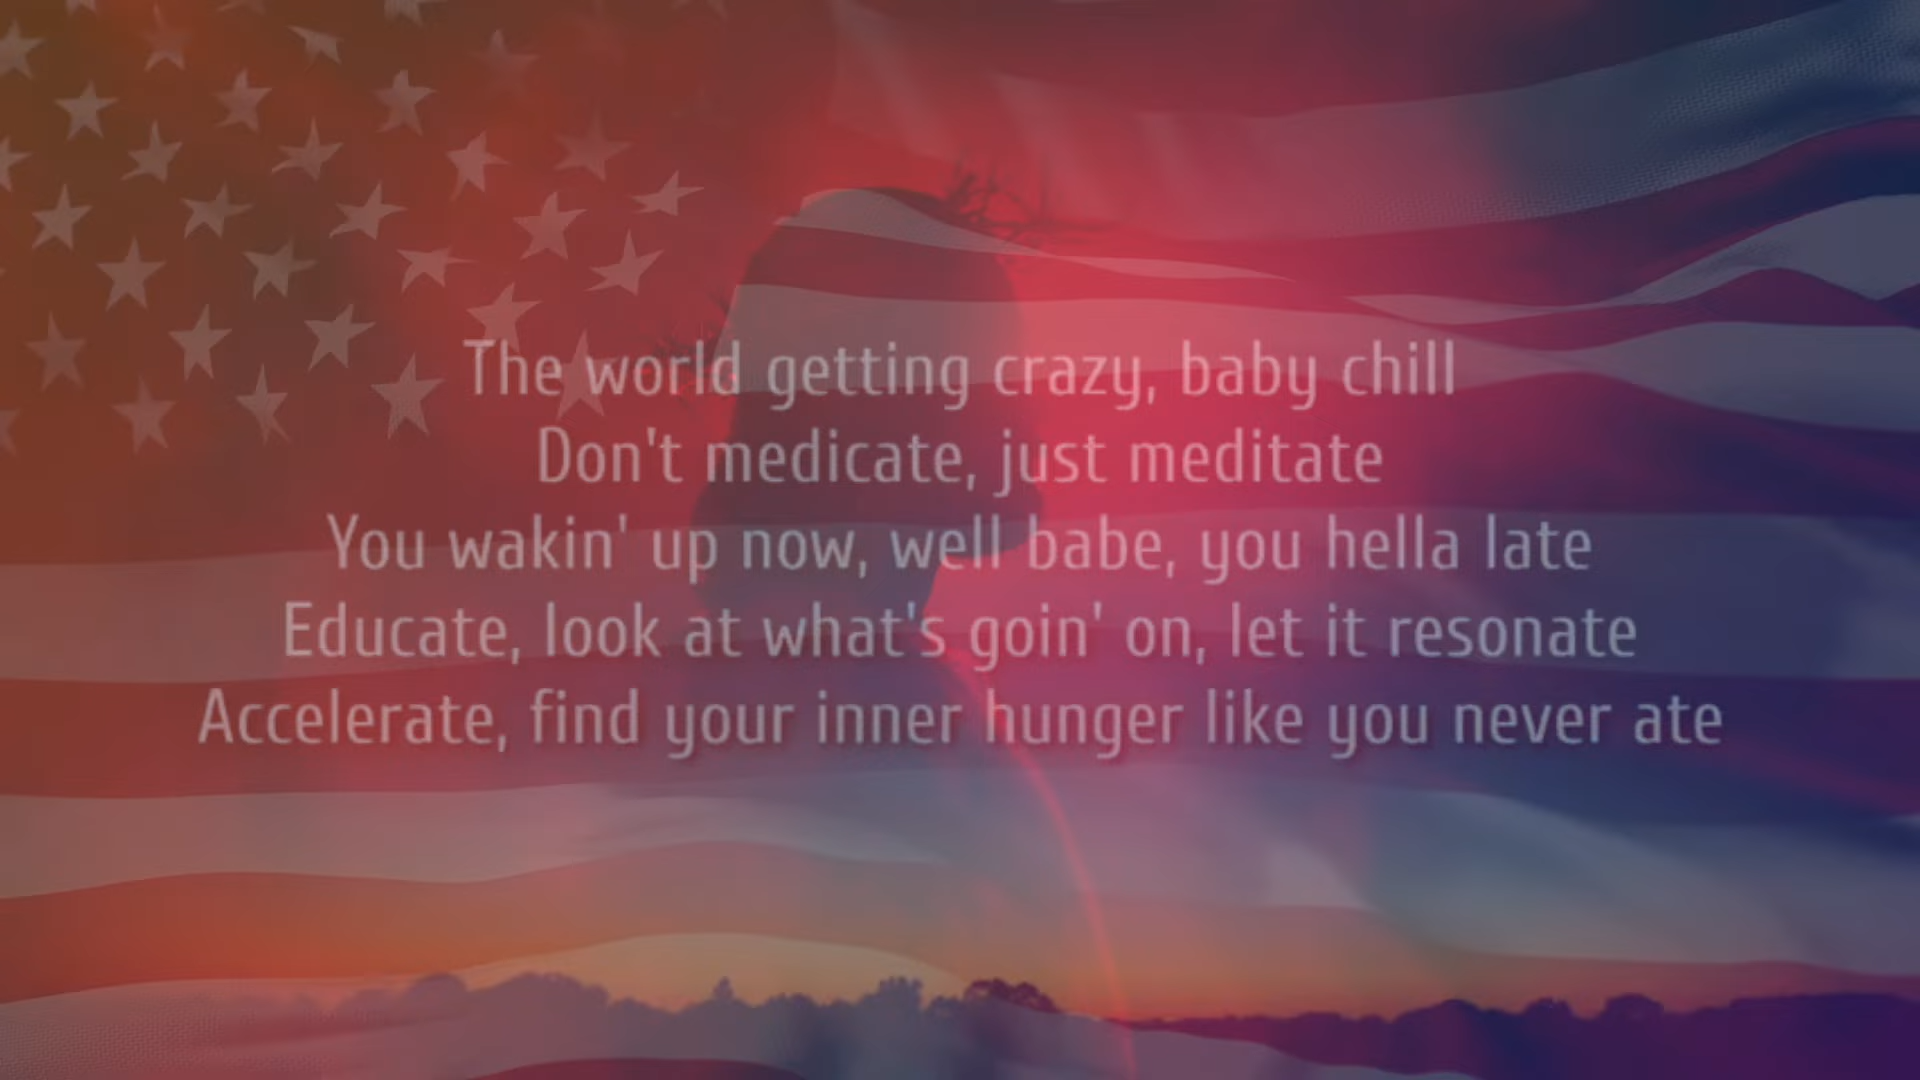 The world getting crazy, baby chill
Don't medicate, just meditate
You wakin' up now, well babe, you hella late
Educate, look at what's goin' on, let it resonate
Accelerate, find your inner hunger like you never ate